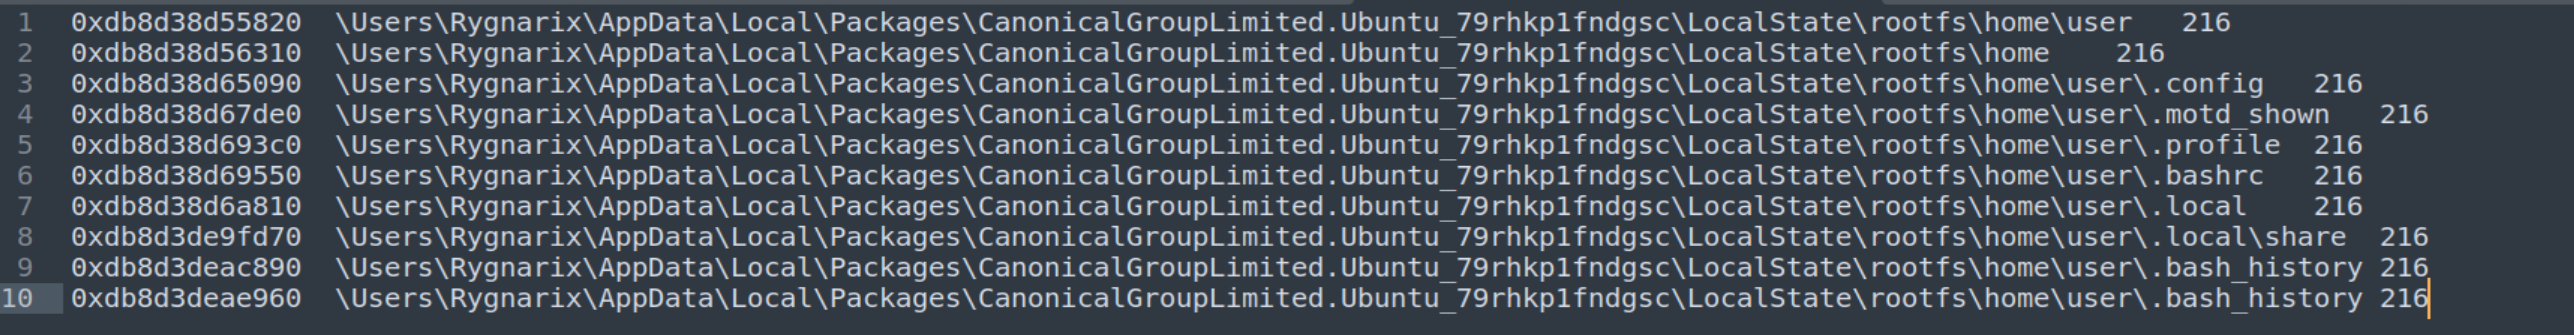 1 0xdb8d38d55820 \Users\Rygnarix\AppData\Local\Packages\CanonicalGroupLimited.Ubuntu_79rhkp1fndgsc\LocalState\rootfs\home\user 216
2 0xdb8d38d56310 \Users\Rygnarix\AppData\Local\Packages\CanonicalGroupLimited.Ubuntu_79rhkp1fndgsc\LocalState\rootfs\home 216
3 0xdb8d38d65090 \Users\Rygnarix\AppData\Local\Packages\CanonicalGroupLimited.Ubuntu_79rhkp1fndgsc\LocalState\rootfs\home\user\.config 216
4 0xdb8d38d67de0 \Users\Rygnarix\AppData\Local\Packages\CanonicalGroupLimited.Ubuntu_79rhkp1fndgsc\LocalState\rootfs\home\user\.motd_shown 216
5 0xdb8d38d693c0 \Users\Rygnarix\AppData\Local\Packages\CanonicalGroupLimited.Ubuntu_79rhkp1fndgsc\LocalState\rootfs\home\user\.profile 216
6 0xdb8d38d69550 \Users\Rygnarix\AppData\Local\Packages\CanonicalGroupLimited.Ubuntu_79rhkp1fndgsc\LocalState\rootfs\home\user\.bashrc 216
7 0xdb8d38d6a810 \Users\Rygnarix\AppData\Local\Packages\CanonicalGroupLimited.Ubuntu_79rhkp1fndgsc\LocalState\rootfs\home\user\.local 216
8 0xdb8d3de9fd70 \Users\Rygnarix\AppData\Local\Packages\CanonicalGroupLimited.Ubuntu_79rhkp1fndgsc\LocalState\rootfs\home\user\.local\share 216
9 0xdb8d3deac890 \Users\Rygnarix\AppData\Local\Packages\CanonicalGroupLimited.Ubuntu_79rhkp1fndgsc\LocalState\rootfs\home\user\.bash_history 216
10 0xdb8d3deae960 \Users\Rygnarix\AppData\Local\Packages\CanonicalGroupLimited.Ubuntu_79rhkp1fndgsc\LocalState\rootfs\home\user\.bash_history 216